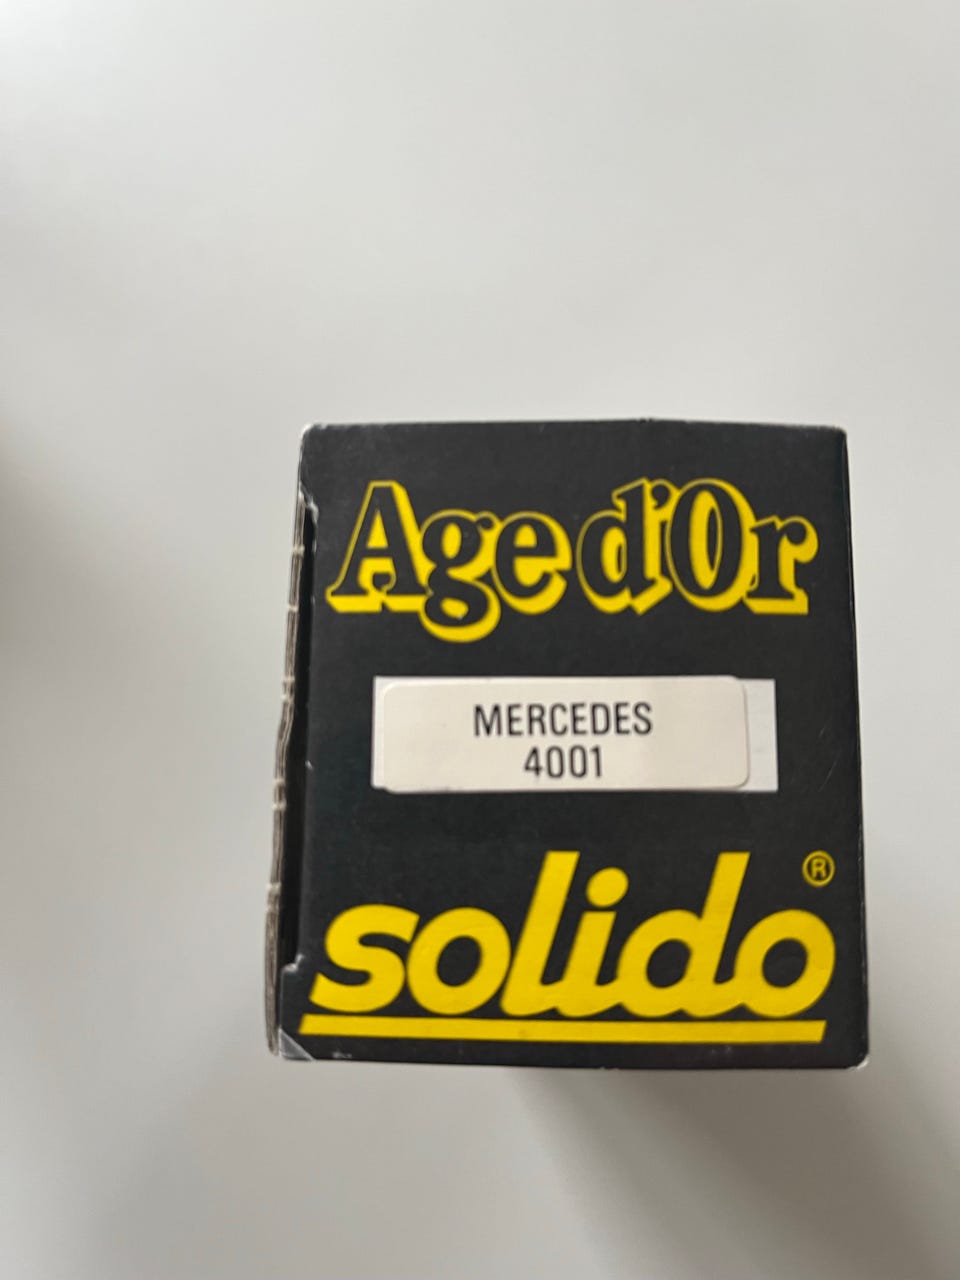 Age d'Or
MERCEDES
4001
solido ®